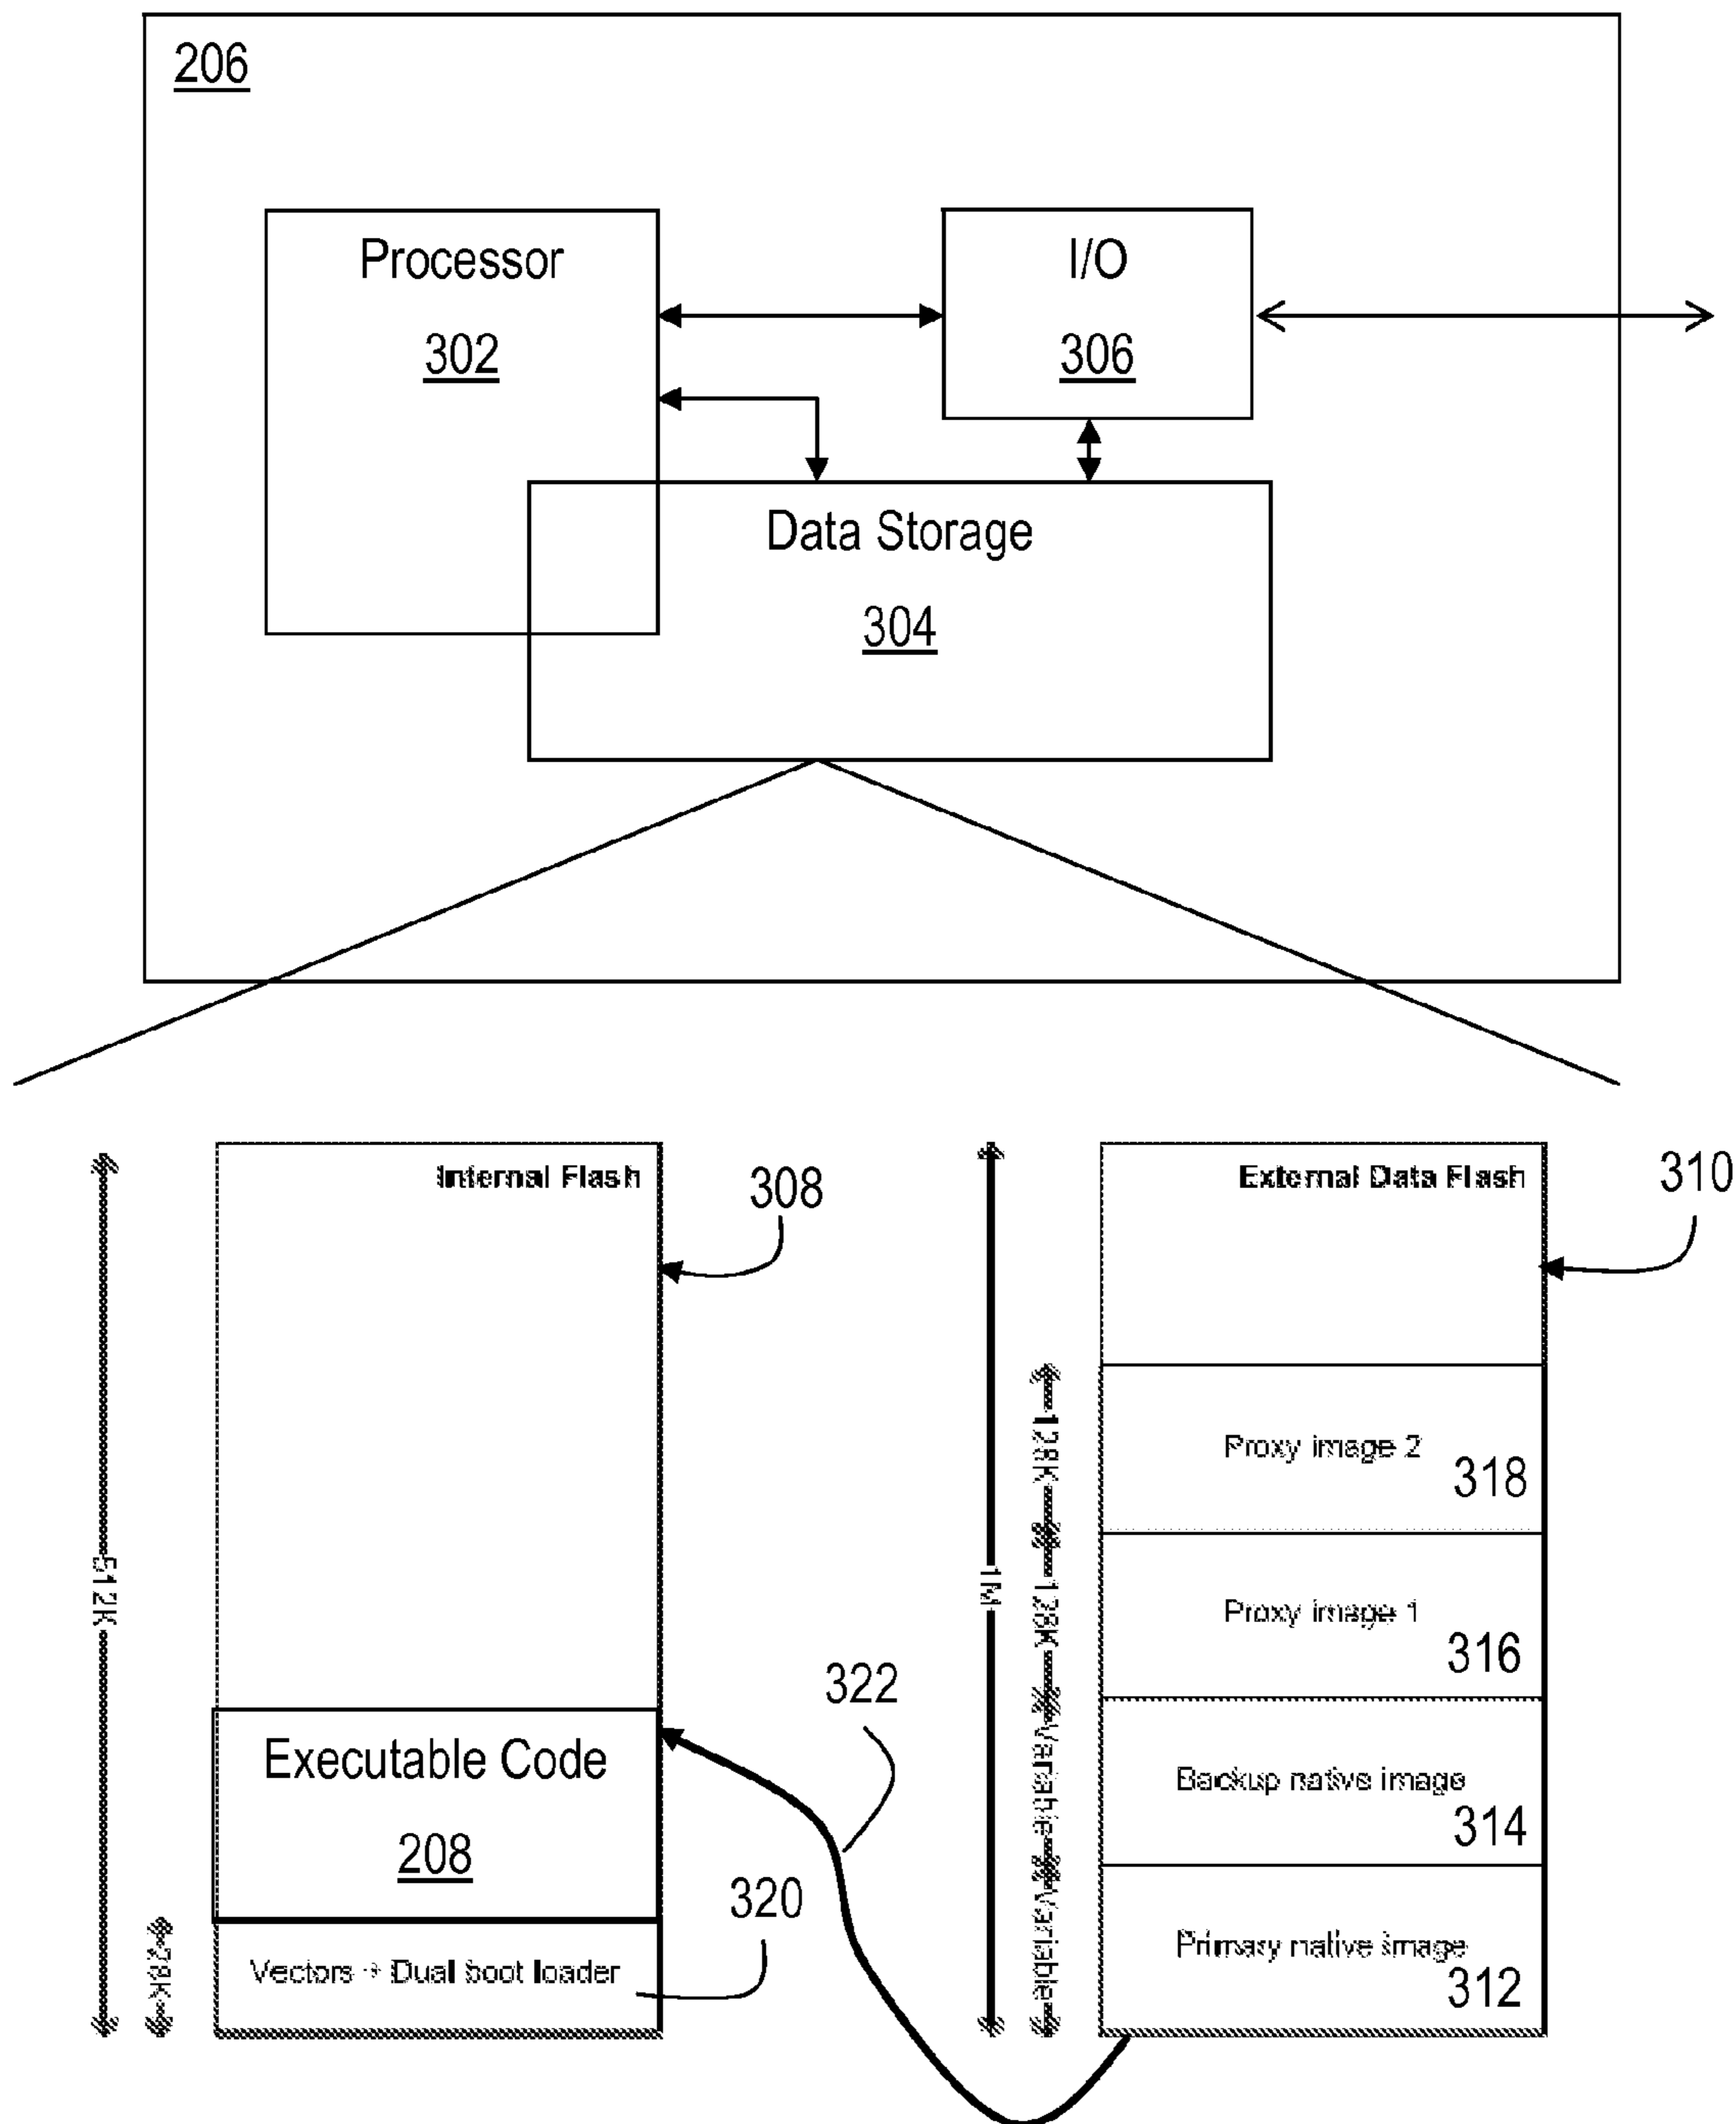 206
Processor
302
I/O
306
Data Storage
304
Internal Flash
308
External Data Flash
310
512K
1M
128K
Proxy image 2
318
128K
Proxy image 1
316
322
Variable
Backup native image
314
Executable Code
208
320
Variable
Primary native image
312
Vectors + Dual boot loader